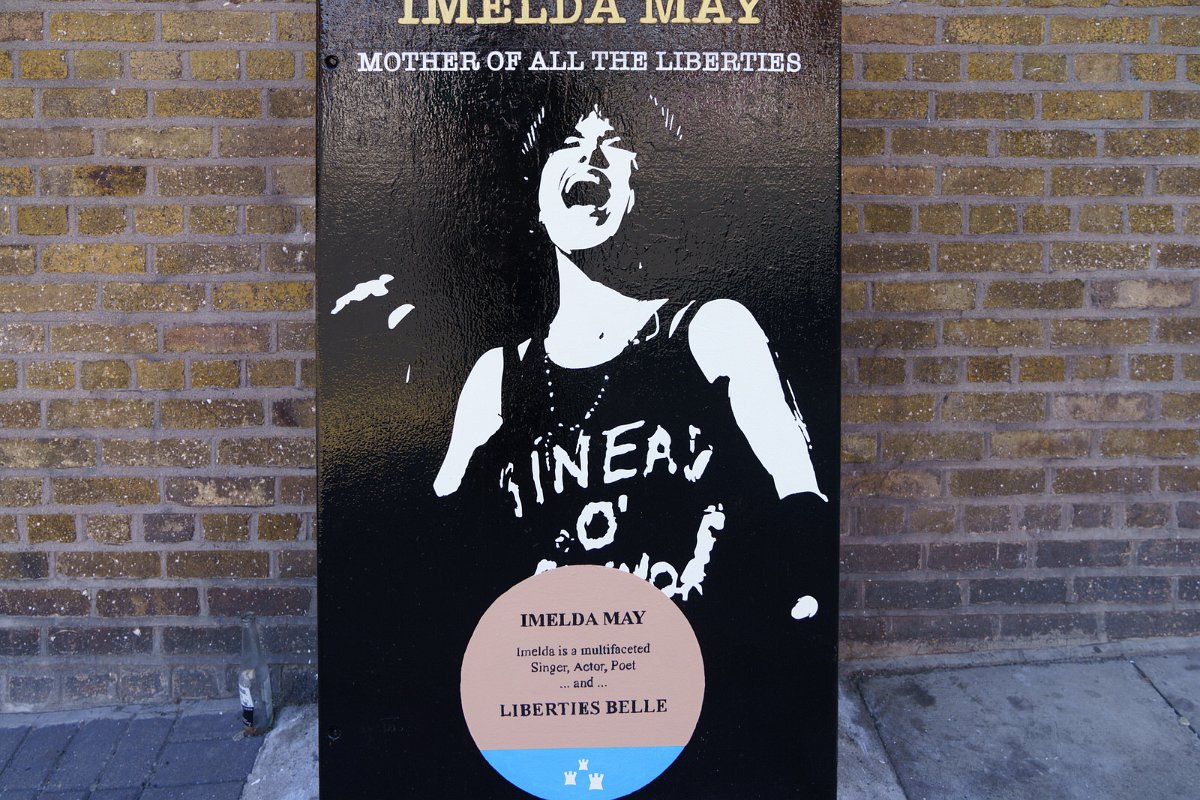 IMELDA MAY
MOTHER OF ALL THE LIBERTIES
SINEAD
O'
IMELDA MAY
Imelda is a multifaceted
Singer, Actor, Poet
... and ...
LIBERTIES BELLE